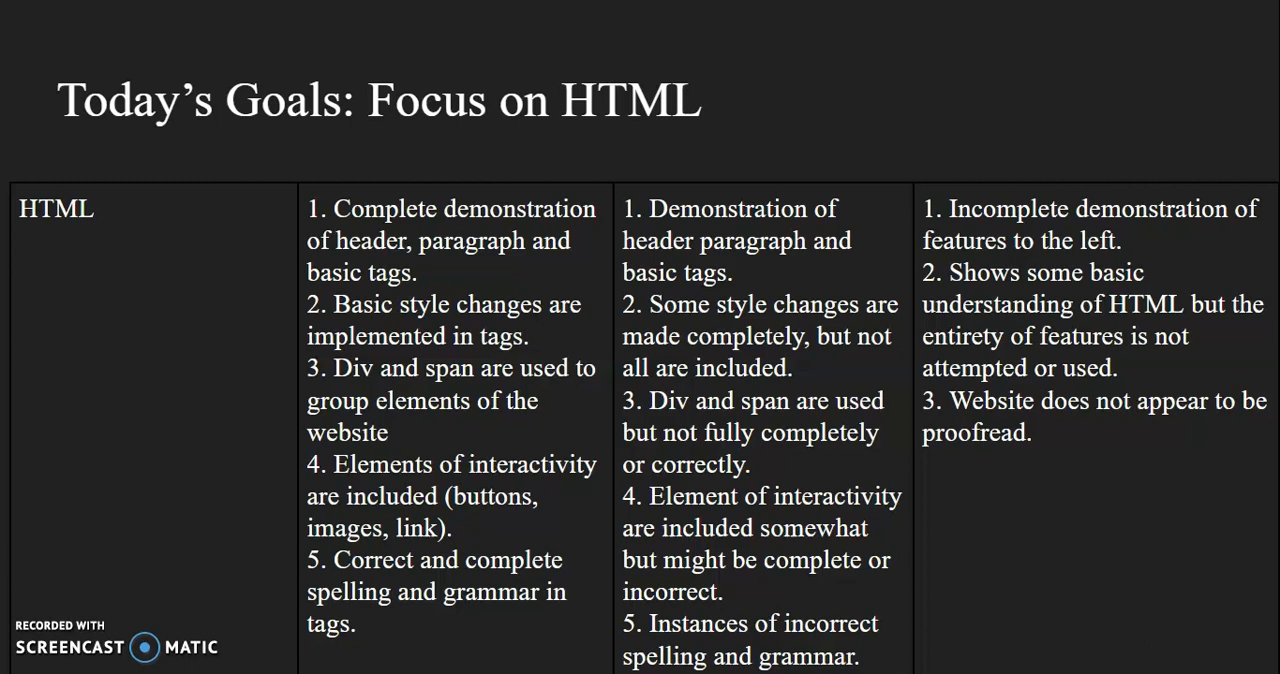 Today’s Goals: Focus on HTML
HTML
1. Complete demonstration
of header, paragraph and
basic tags.
2. Basic style changes are
implemented in tags.
3. Div and span are used to
group elements of the
website
4. Elements of interactivity
are included (buttons,
images, link).
5. Correct and complete
spelling and grammar in
tags.
1. Demonstration of
header paragraph and
basic tags.
2. Some style changes are
made completely, but not
all are included.
3. Div and span are used
but not fully completely
or correctly.
4. Element of interactivity
are included somewhat
but might be complete or
incorrect.
5. Instances of incorrect
spelling and grammar.
1. Incomplete demonstration of
features to the left.
2. Shows some basic
understanding of HTML but the
entirety of features is not
attempted or used.
3. Website does not appear to be
proofread.
RECORDED WITH
SCREENCAST MATIC